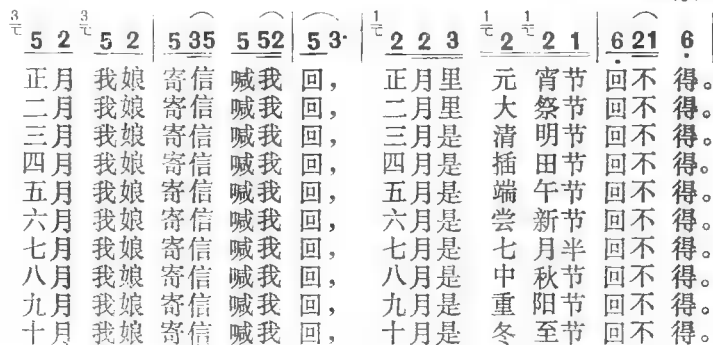 5 2 5 2 5 35 5 52 5 3· 2 2 3 2 2 1 6 21 6
正月我娘寄信喊我回，正月里元宵节回不得。
二月我娘寄信喊我回，二月里大祭节回不得。
三月我娘寄信喊我回，三月是清明节回不得。
四月我娘寄信喊我回，四月是插田节回不得。
五月我娘寄信喊我回，五月是端午节回不得。
六月我娘寄信喊我回，六月是尝新节回不得。
七月我娘寄信喊我回，七月是七月半回不得。
八月我娘寄信喊我回，八月是中秋节回不得。
九月我娘寄信喊我回，九月是重阳节回不得。
十月我娘寄信喊我回，十月是冬至节回不得。